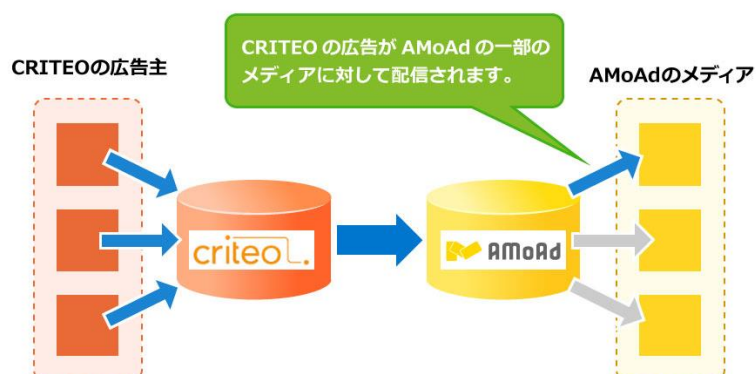 CRITEO の広告が AMoAd の一部の
メディアに対して配信されます。
CRITEOの広告主
AMoAdのメディア
criteo
AMoAd